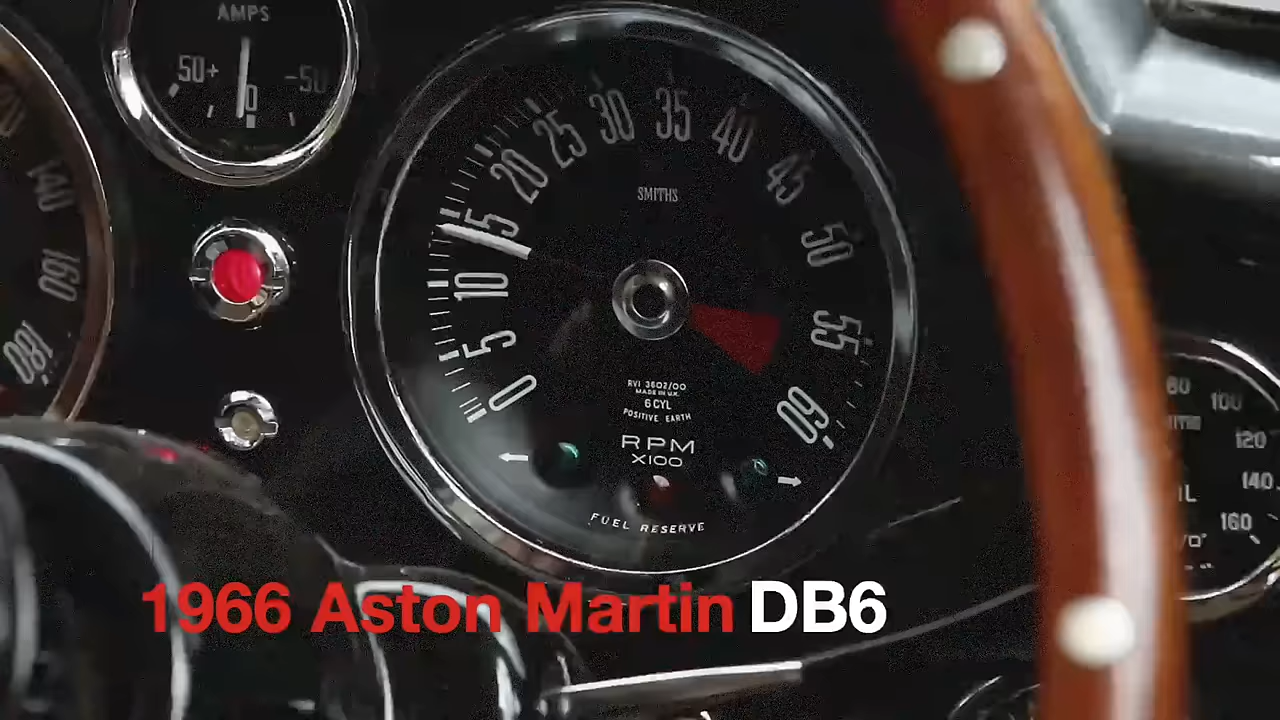 AMPS
50+ 0 -50
140
160
180
0 5 10 15 20 25 30 35 40 45 50 55 60
SMITHS
RVI 3602/00
MADE IN U.K.
6 CYL
POSITIVE EARTH
RPM
X100
FUEL RESERVE
100
120
140
160
1966 Aston Martin DB6